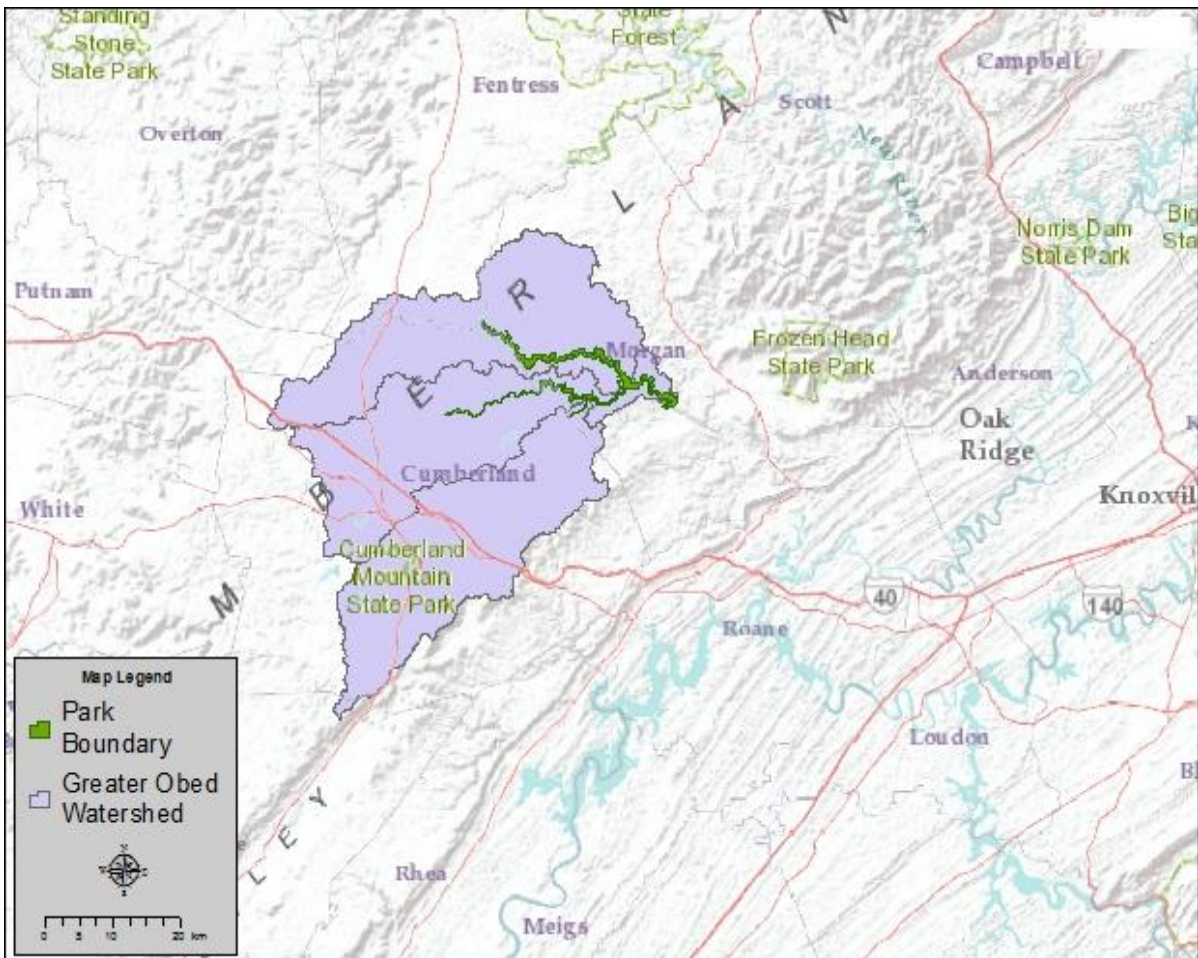 Standing
Stone
State Park
State
Forest
Fentress
Campbell
Scott
Overton
New River
Norris Dam
State Park
Big
Sta
Putnam
Morgan
Frozen Head
State Park
Anderson
Oak
Ridge
Cumberland
Knoxvil
White
Cumberland
Mountain
State Park
40
140
Roane
Loudon
Bl
Rhea
Meigs
M B E R L A N
L E Y
K
Map Legend
Park
Boundary
Greater Obed
Watershed
0 5 10 20 km